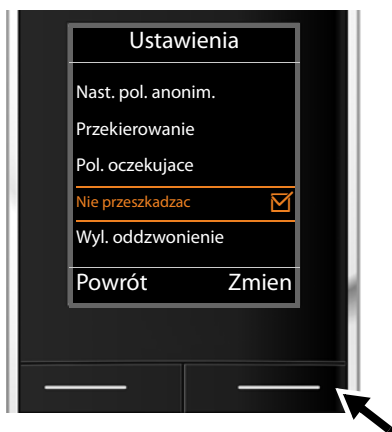 Ustawienia
Nast. pol. anonim.
Przekierowanie
Pol. oczekujace
Nie przeszkadzac
Wyl. oddzwonienie
Powrót Zmien